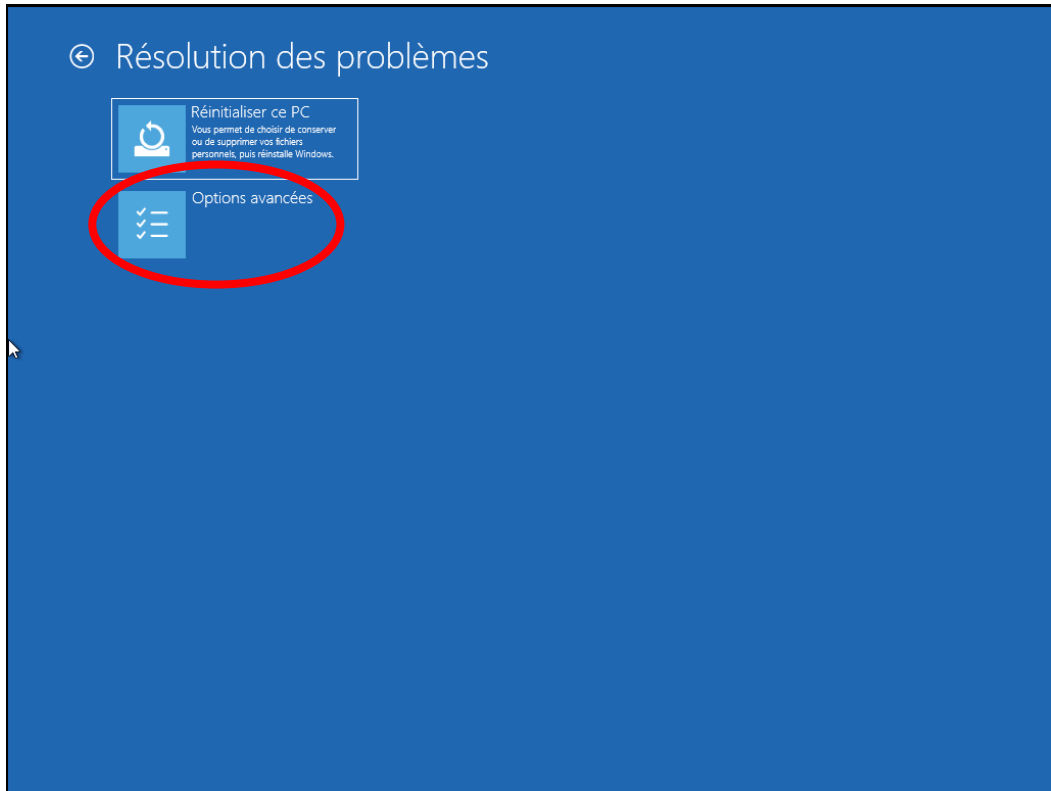 Résolution des problèmes
Réinitialiser ce PC
Vous permet de choisir de conserver
ou de supprimer vos fichiers
personnels, puis réinstalle Windows.
Options avancées